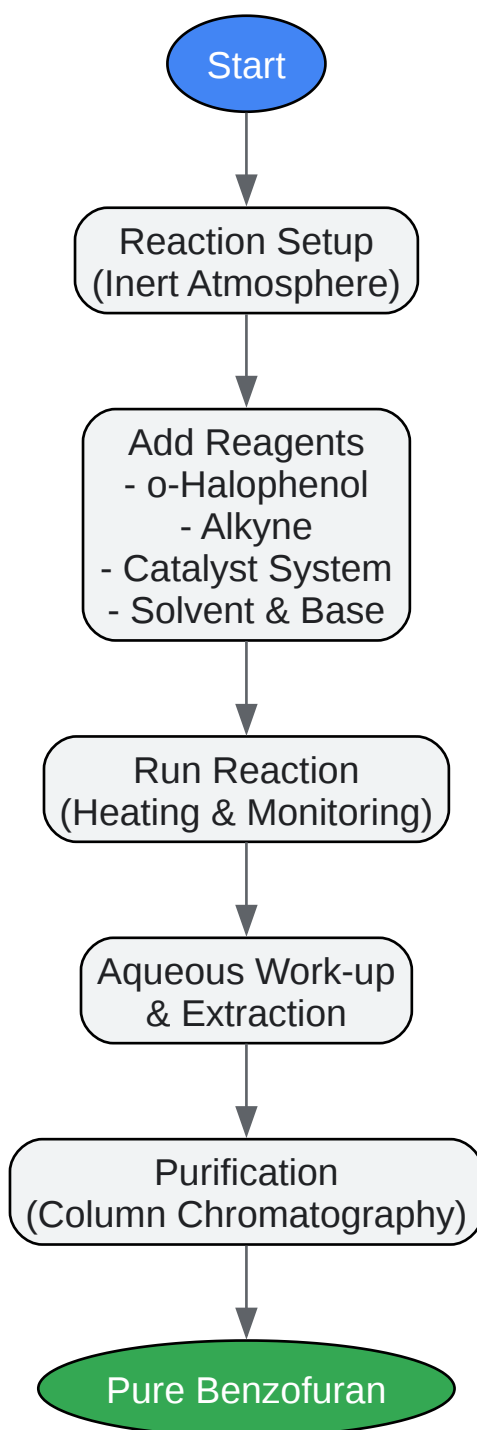 Start
Reaction Setup
(Inert Atmosphere)
Add Reagents
- o-Halophenol
- Alkyne
- Catalyst System
- Solvent & Base
Run Reaction
(Heating & Monitoring)
Aqueous Work-up
& Extraction
Purification
(Column Chromatography)
Pure Benzofuran